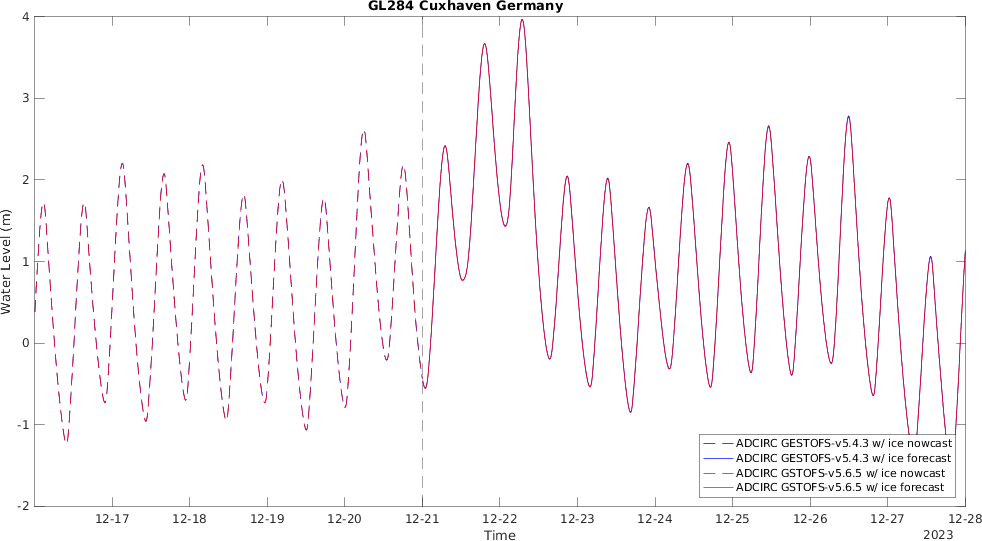 GL284 Cuxhaven Germany
4
3
2
1
0
-1
-2
Water Level (m)
ADCIRC GESTOFS-v5.4.3 w/ ice nowcast
ADCIRC GESTOFS-v5.4.3 w/ ice forecast
ADCIRC GSTOFS-v5.6.5 w/ ice nowcast
ADCIRC GSTOFS-v5.6.5 w/ ice forecast
12-17 12-18 12-19 12-20 12-21 12-22 12-23 12-24 12-25 12-26 12-27 12-28
Time
2023